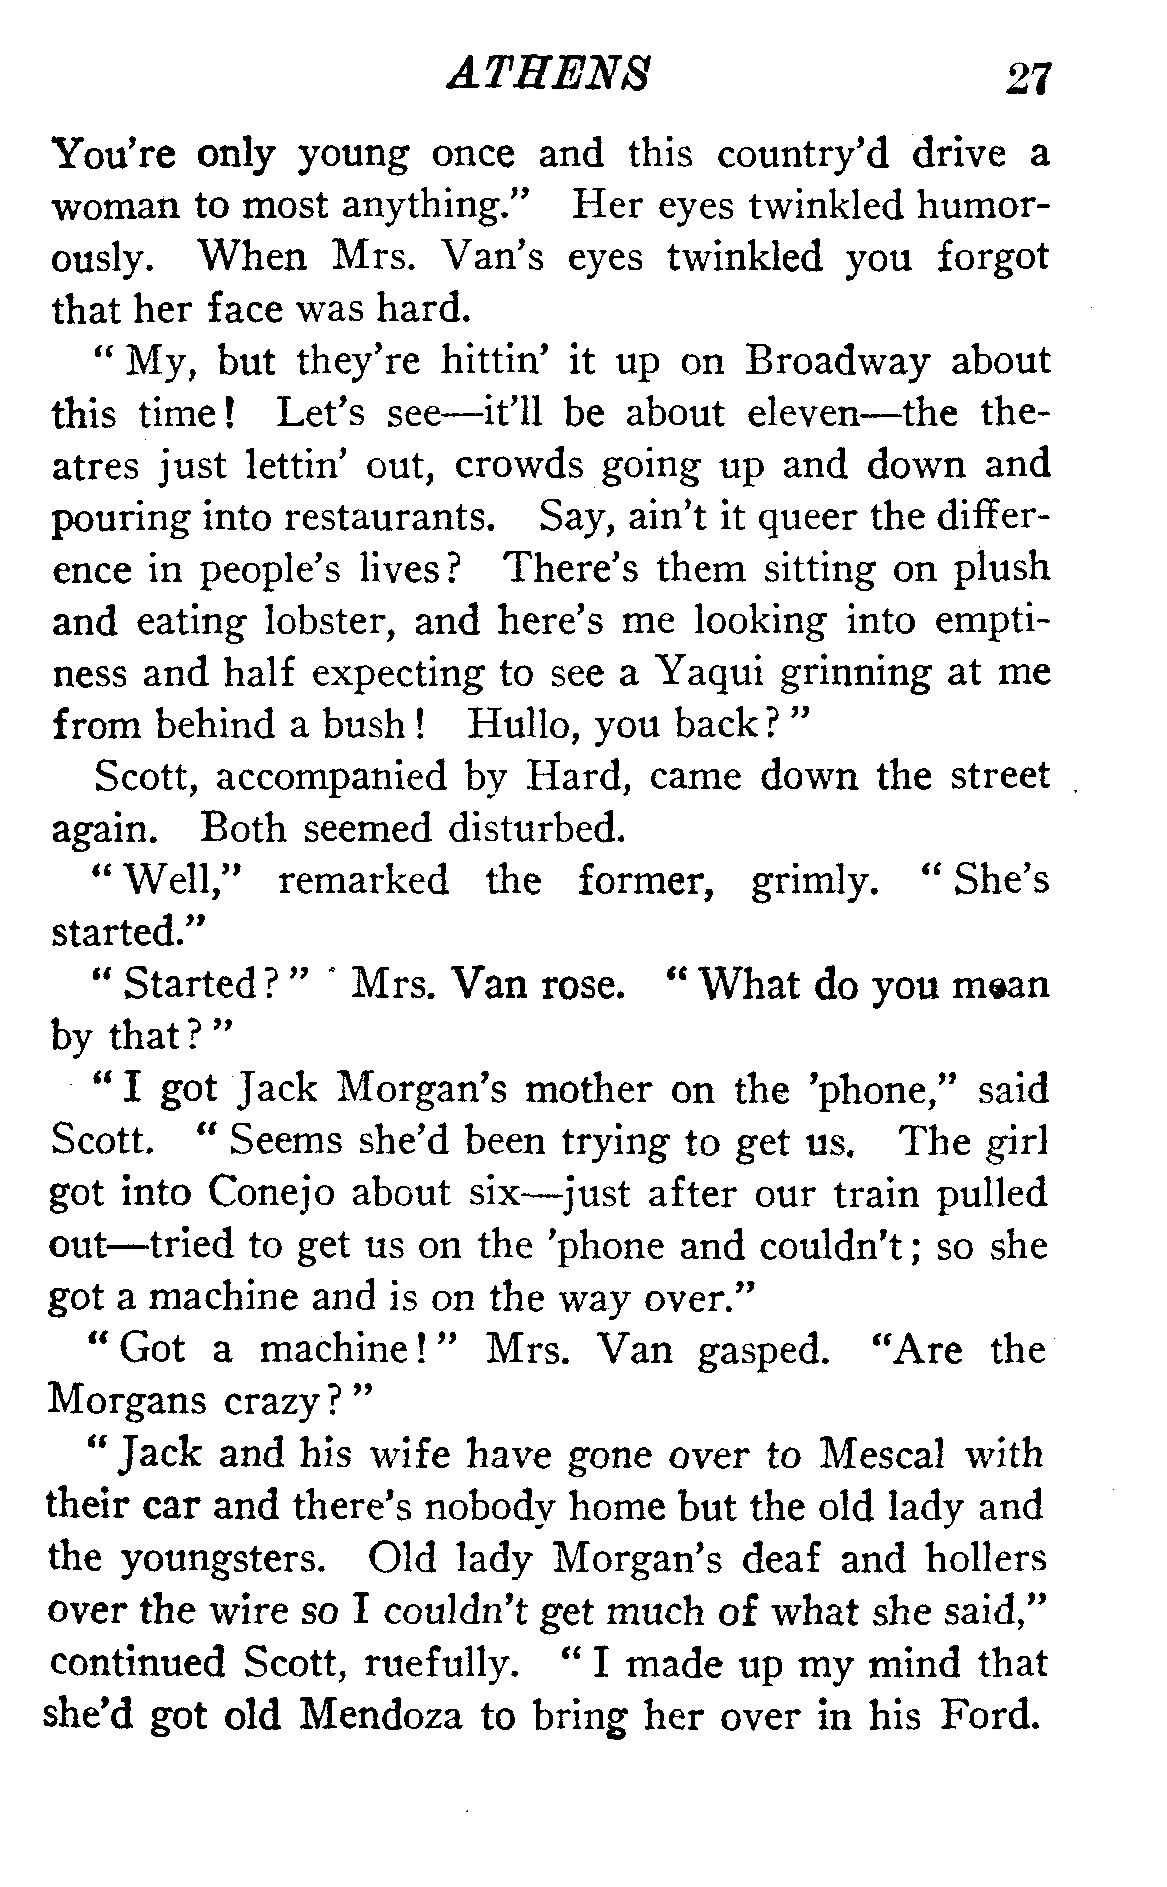 ATHENS 27
You're only young once and this country'd drive a
woman to most anything." Her eyes twinkled humor-
ously. When Mrs. Van's eyes twinkled you forgot
that her face was hard.
"My, but they're hittin' it up on Broadway about
this time! Let's see—it'll be about eleven—the the-
atres just lettin' out, crowds going up and down and
pouring into restaurants. Say, ain't it queer the differ-
ence in people's lives? There's them sitting on plush
and eating lobster, and here's me looking into empti-
ness and half expecting to see a Yaqui grinning at me
from behind a bush! Hullo, you back?"
Scott, accompanied by Hard, came down the street
again. Both seemed disturbed.
"Well," remarked the former, grimly. "She's
started."
"Started?" Mrs. Van rose. "What do you mean
by that?"
"I got Jack Morgan's mother on the 'phone," said
Scott. "Seems she'd been trying to get us. The girl
got into Conejo about six—just after our train pulled
out—tried to get us on the 'phone and couldn't; so she
got a machine and is on the way over."
"Got a machine!" Mrs. Van gasped. "Are the
Morgans crazy?"
"Jack and his wife have gone over to Mescal with
their car and there's nobody home but the old lady and
the youngsters. Old lady Morgan's deaf and hollers
over the wire so I couldn't get much of what she said,"
continued Scott, ruefully. "I made up my mind that
she'd got old Mendoza to bring her over in his Ford.